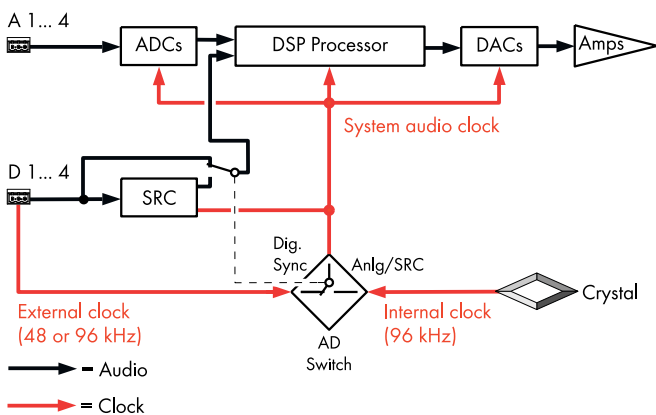 A 1... 4
ADCs
DSP Processor
DACs
Amps
System audio clock
D 1... 4
SRC
Dig.
Sync
Anlg/SRC
Crystal
External clock
(48 or 96 kHz)
Internal clock
(96 kHz)
AD
Switch
= Audio
= Clock